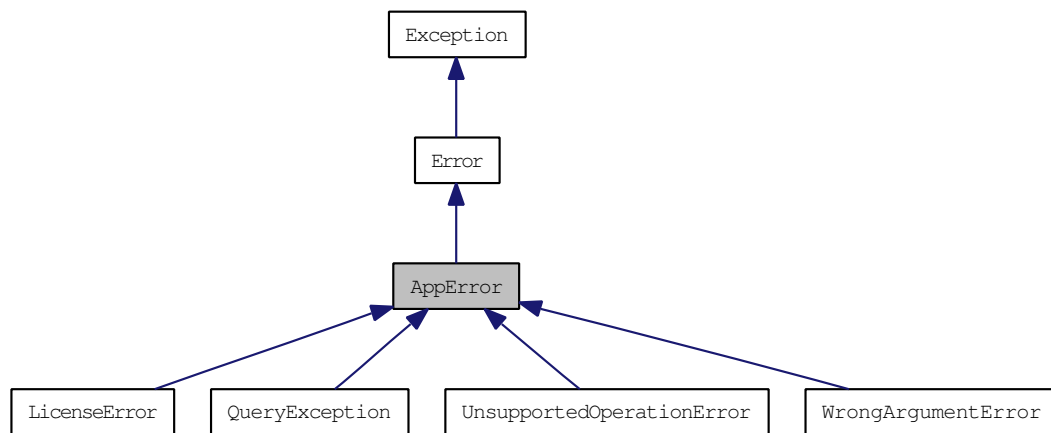 Exception
Error
AppError
LicenseError
QueryException
UnsupportedOperationError
WrongArgumentError